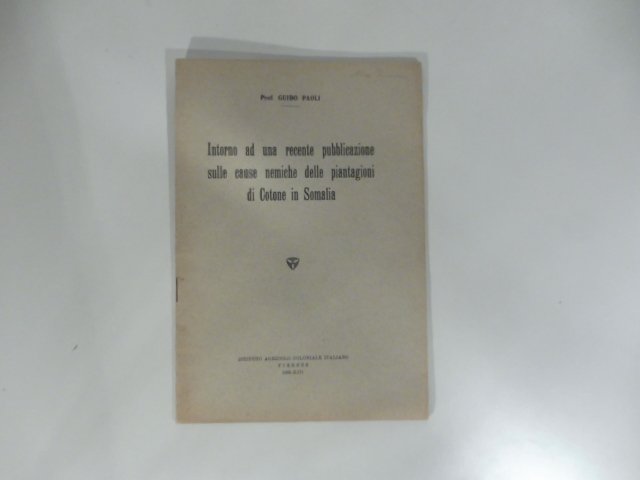 Prof. GUIDO PAOLI
Intorno ad una recente pubblicazione
sulle cause nemiche delle piantagioni
di Cotone in Somalia
ISTITUTO AGRICOLO COLONIALE ITALIANO
FIRENZE